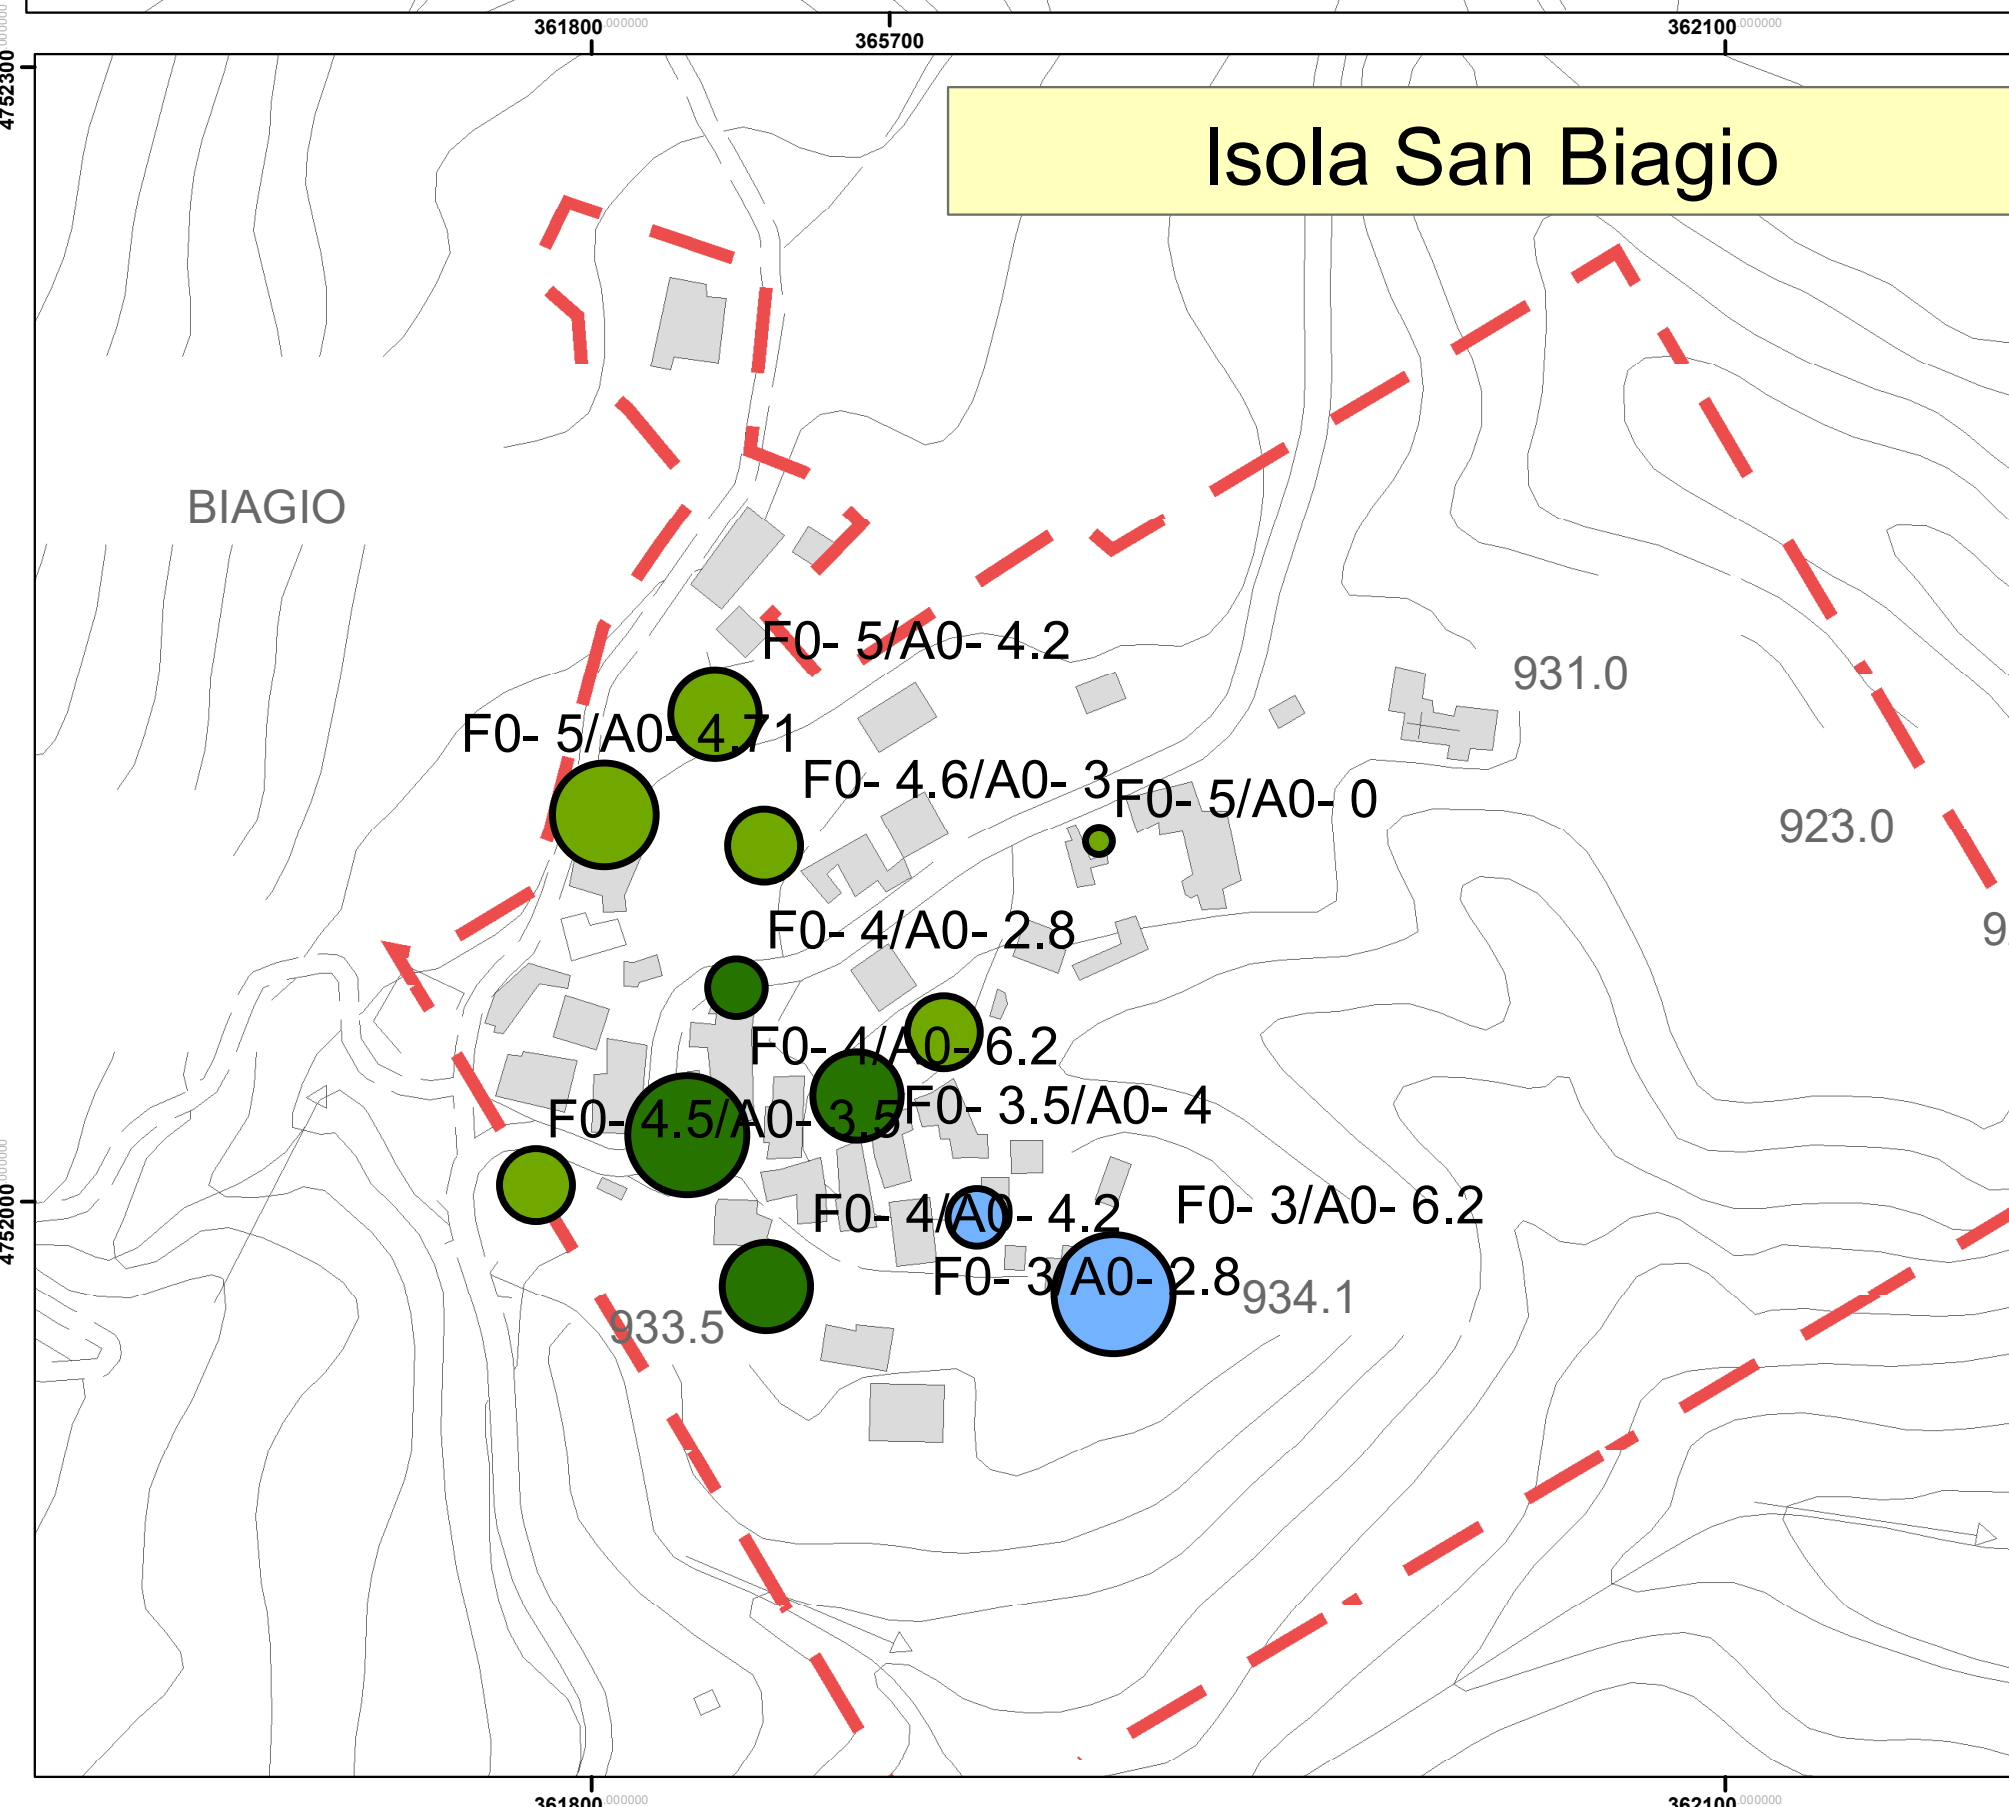 361800.000000
365700
362100.000000
4752300
Isola San Biagio
BIAGIO
F0- 5/A0- 4.2
931.0
F0- 5/A0- 4.71
F0- 4.6/A0- 3
F0- 5/A0- 0
923.0
F0- 4/A0- 2.8
F0- 4/A0- 6.2
F0- 4.5/A0- 3.5
F0- 3.5/A0- 4
4752000.000000
F0- 4/A0- 4.2
F0- 3/A0- 6.2
F0- 3/A0- 2.8
934.1
933.5
361800.000000
362100.000000